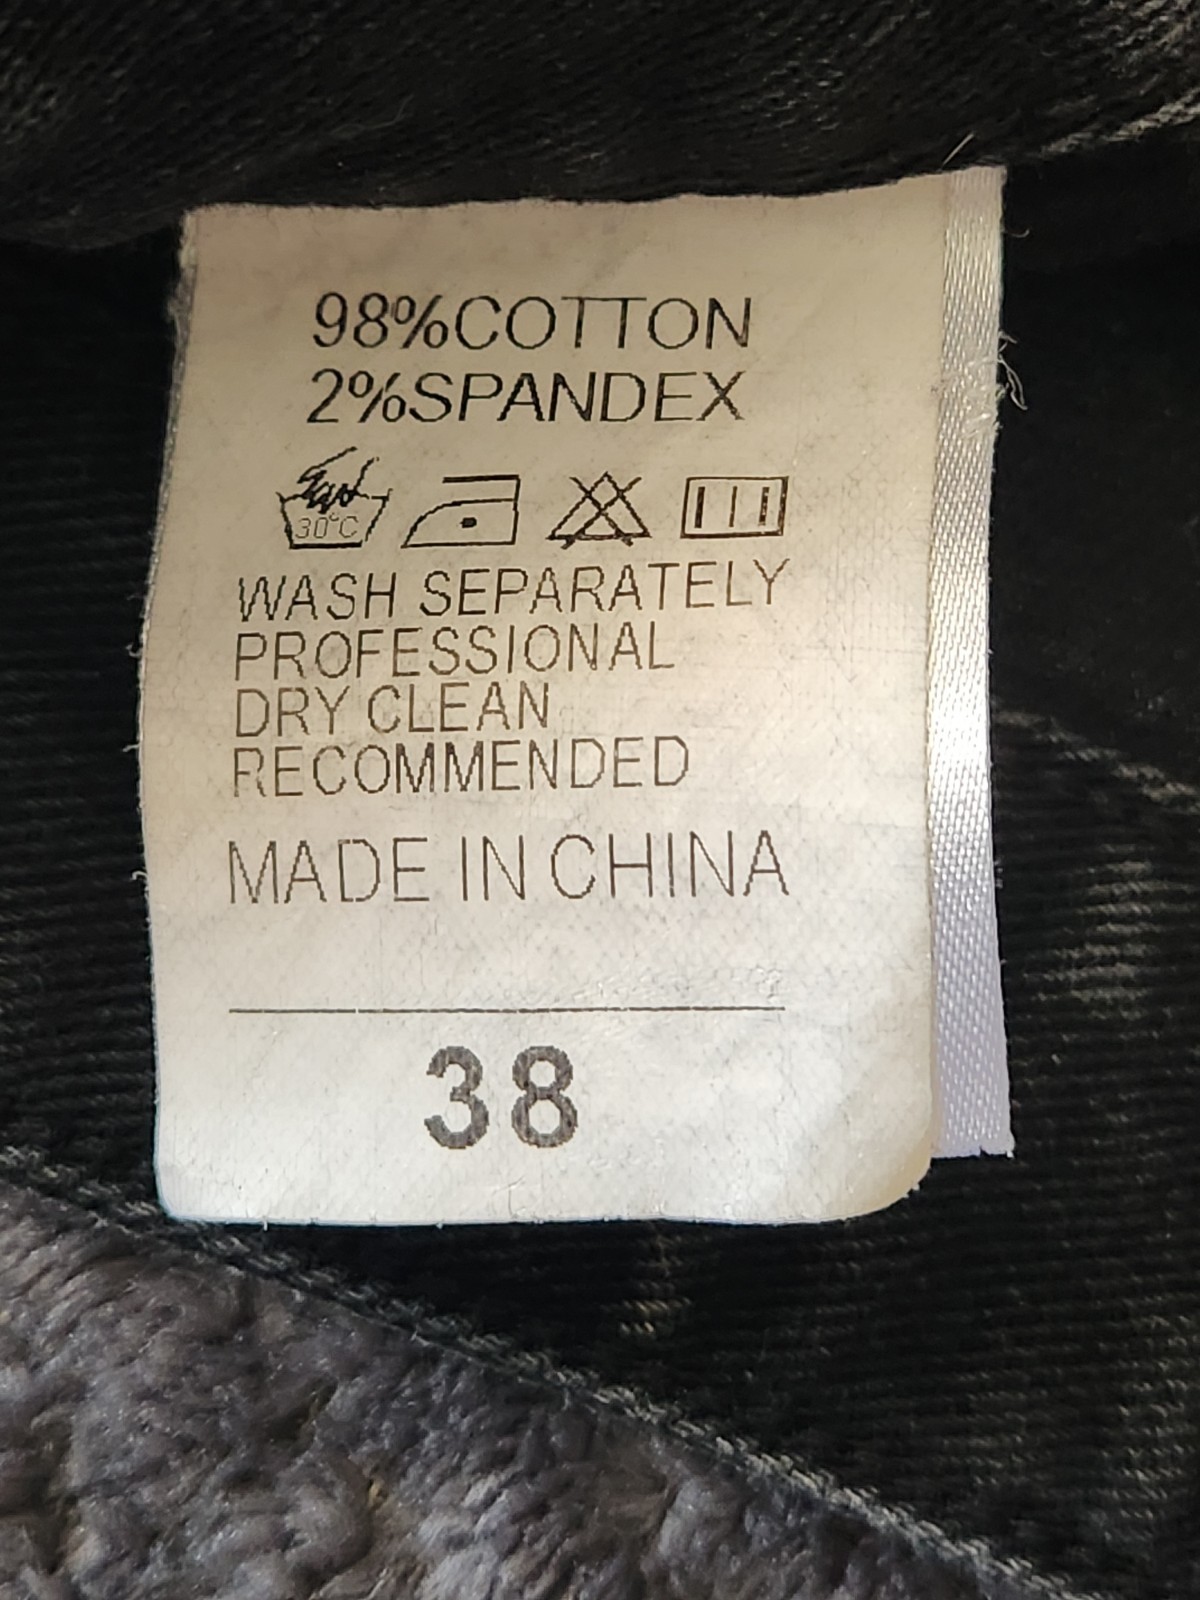 98%COTTON
2%SPANDEX
30°C
WASH SEPARATELY
PROFESSIONAL
DRY CLEAN
RECOMMENDED
MADE IN CHINA
38